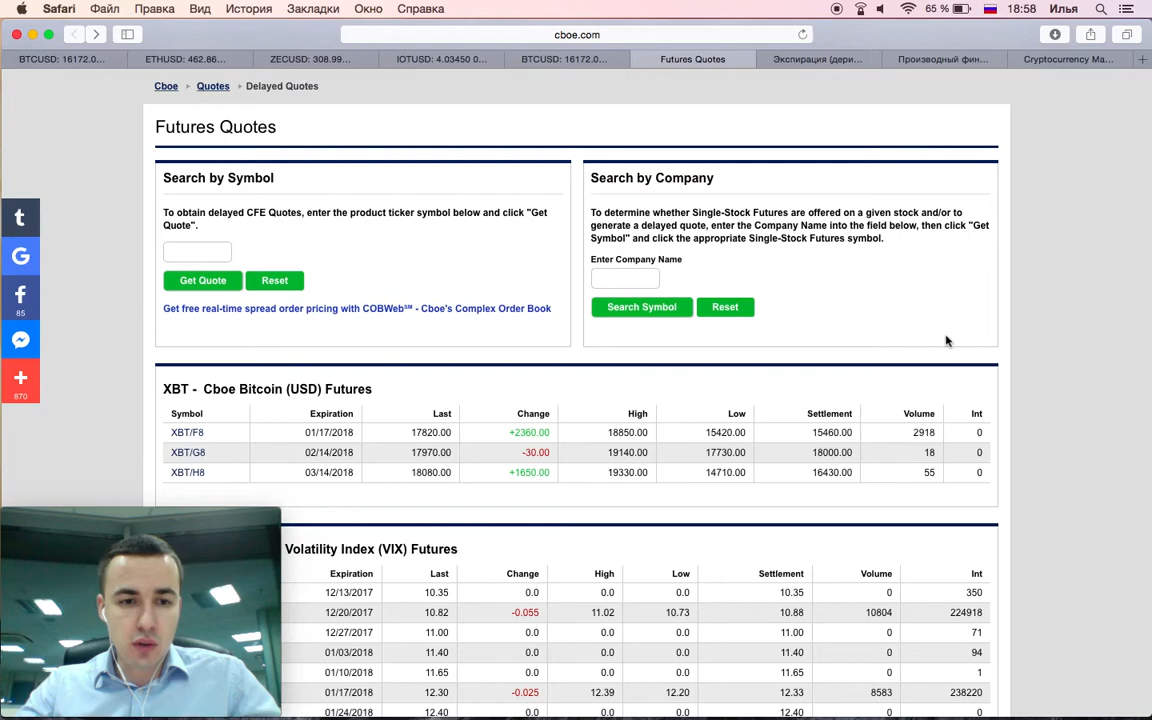 Safari Файл Правка Вид История Закладки Окно Справка 65 % 18:58 Илья
cboe.com
BTCUSD: 16172.0... ETHUSD: 462.86... ZECUSD: 308.99... IOTUSD: 4.03450 0... BTCUSD: 16172.0... Futures Quotes Экспирация (дери... Производный фин... Cryptocurrency Ma...
Cboe Quotes Delayed Quotes
Futures Quotes
Search by Symbol
To obtain delayed CFE Quotes, enter the product ticker symbol below and click "Get
Quote".
Get Quote Reset
Get free real-time spread order pricing with COBWeb℠ - Cboe's Complex Order Book
Search by Company
To determine whether Single-Stock Futures are offered on a given stock and/or to
generate a delayed quote, enter the Company Name into the field below, then click "Get
Symbol" and click the appropriate Single-Stock Futures symbol.
Enter Company Name
Search Symbol Reset
t
G
f
85
870
XBT - Cboe Bitcoin (USD) Futures
Symbol Expiration Last Change High Low Settlement Volume Int
XBT/F8 01/17/2018 17820.00 +2360.00 18850.00 15420.00 15460.00 2918 0
XBT/G8 02/14/2018 17970.00 -30.00 19140.00 17730.00 18000.00 18 0
XBT/H8 03/14/2018 18080.00 +1650.00 19330.00 14710.00 16430.00 55 0
Volatility Index (VIX) Futures
Expiration Last Change High Low Settlement Volume Int
12/13/2017 10.35 0.0 0.0 0.0 10.35 0 350
12/20/2017 10.82 -0.055 11.02 10.73 10.88 10804 224918
12/27/2017 11.00 0.0 0.0 0.0 11.00 0 71
01/03/2018 11.40 0.0 0.0 0.0 11.40 0 94
01/10/2018 11.65 0.0 0.0 0.0 11.65 0 1
01/17/2018 12.30 -0.025 12.39 12.20 12.33 8583 238220
01/24/2018 12.40 0.0 0.0 0.0 12.40 0 0